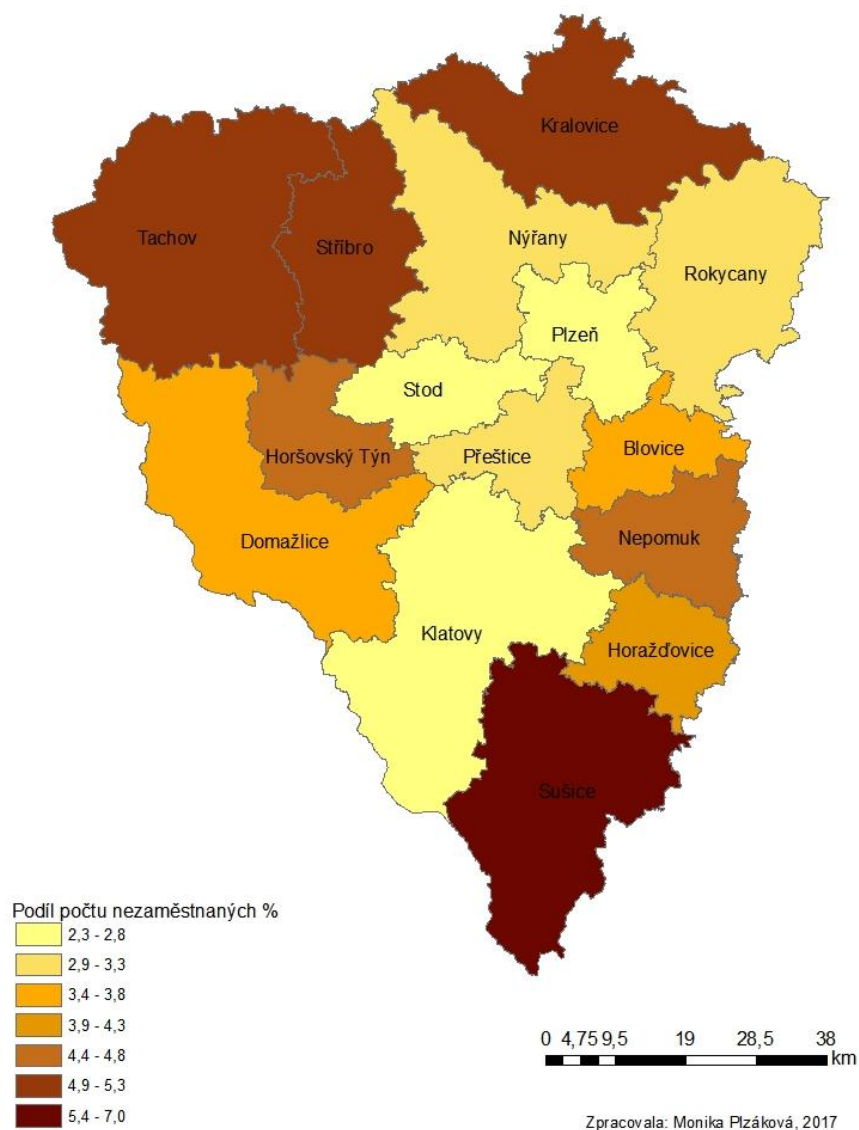 Kralovice
Tachov
Stříbro
Nýřany
Rokycany
Plzeň
Stod
Horšovský Týn
Přeštice
Blovice
Domažlice
Nepomuk
Klatovy
Horažďovice
Sušice
Podíl počtu nezaměstnaných %
2,3 - 2,8
2,9 - 3,3
3,4 - 3,8
3,9 - 4,3
4,4 - 4,8
4,9 - 5,3
5,4 - 7,0
0 4,75 9,5 19 28,5 38
km
Zpracovala: Monika Plzáková, 2017